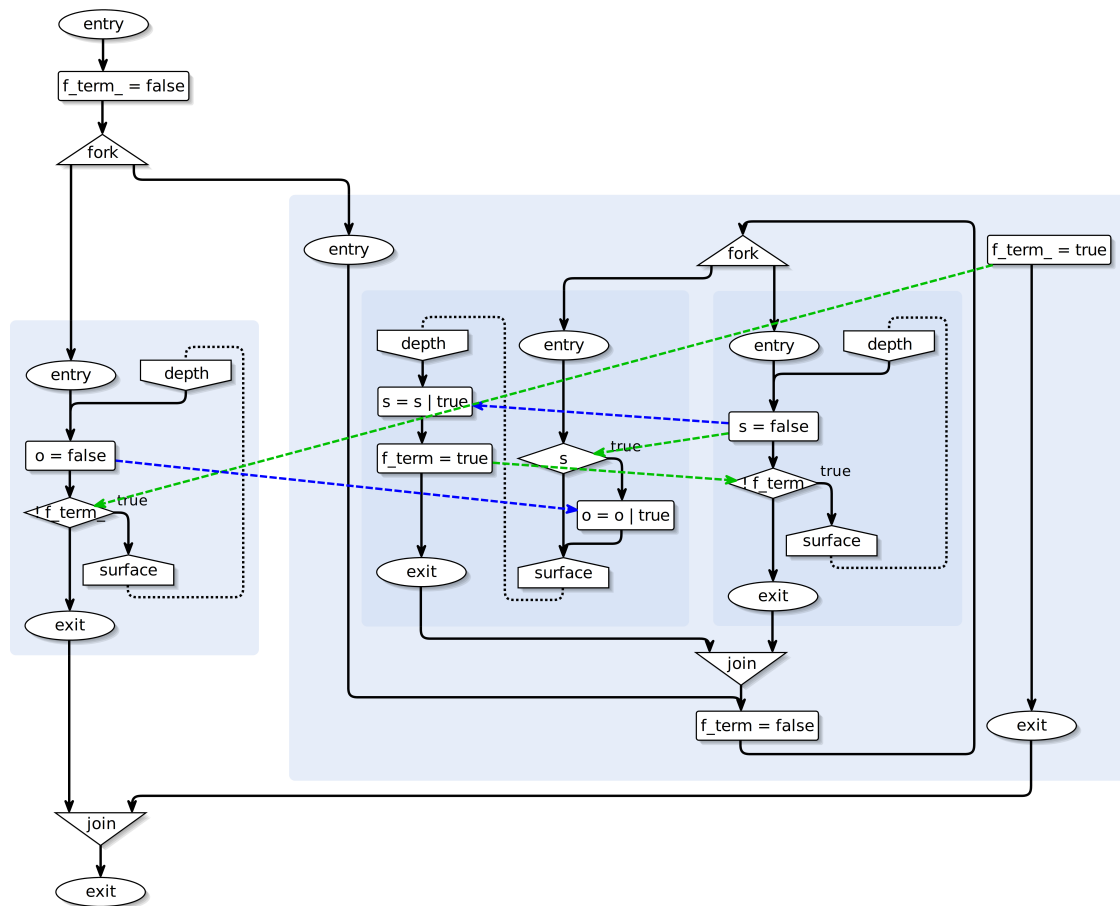 entry
f_term_ = false
fork
entry
fork
f_term_ = true
depth
entry
entry
depth
entry
depth
s = s | true
s = false
o = false
f_term = true
s
true
! f_term
true
! f_term_
true
o = o | true
surface
surface
exit
surface
exit
exit
join
f_term = false
exit
join
exit